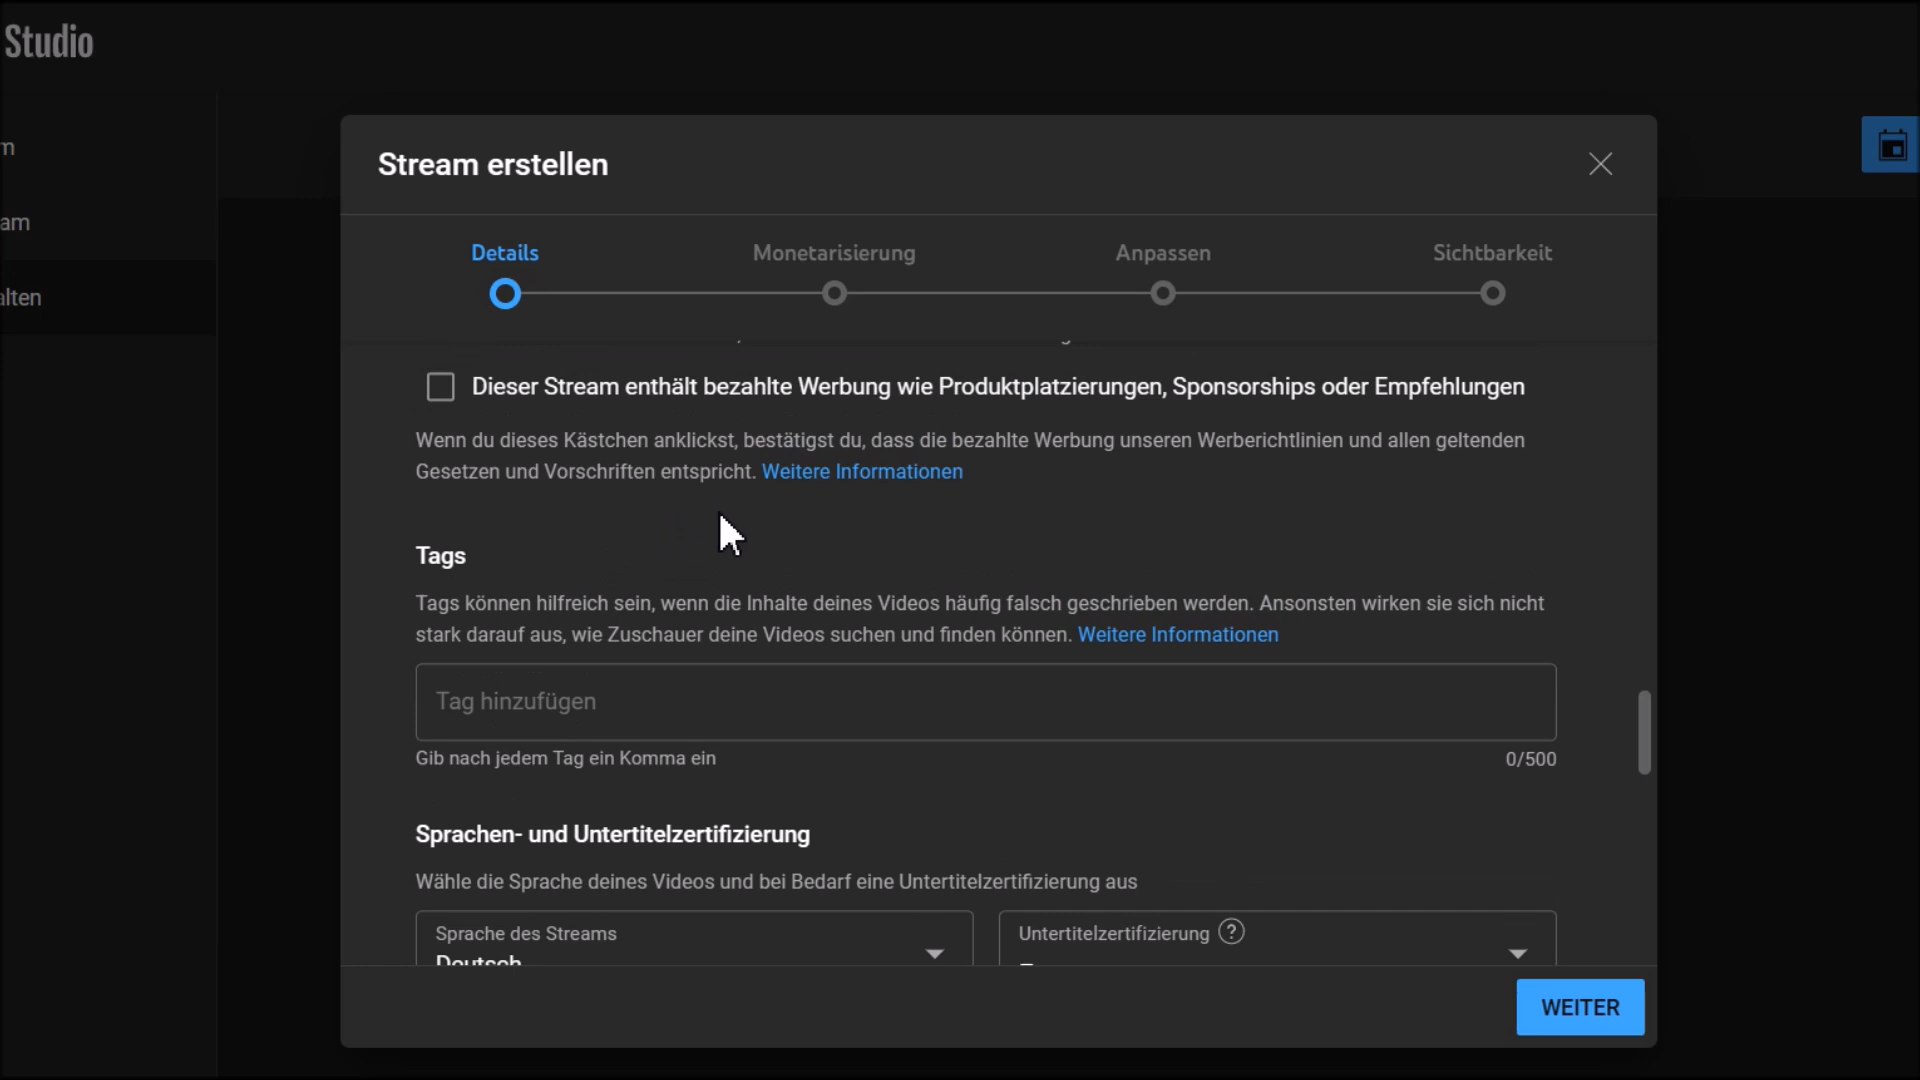 Studio
m
am
alten
Stream erstellen
Details
Monetarisierung
Anpassen
Sichtbarkeit
Dieser Stream enthält bezahlte Werbung wie Produktplatzierungen, Sponsorships oder Empfehlungen
Wenn du dieses Kästchen anklickst, bestätigst du, dass die bezahlte Werbung unseren Werberichtlinien und allen geltenden
Gesetzen und Vorschriften entspricht. Weitere Informationen
Tags
Tags können hilfreich sein, wenn die Inhalte deines Videos häufig falsch geschrieben werden. Ansonsten wirken sie sich nicht
stark darauf aus, wie Zuschauer deine Videos suchen und finden können. Weitere Informationen
Tag hinzufügen
Gib nach jedem Tag ein Komma ein
0/500
Sprachen- und Untertitelzertifizierung
Wähle die Sprache deines Videos und bei Bedarf eine Untertitelzertifizierung aus
Sprache des Streams
Deutsch
Untertitelzertifizierung ?
WEITER